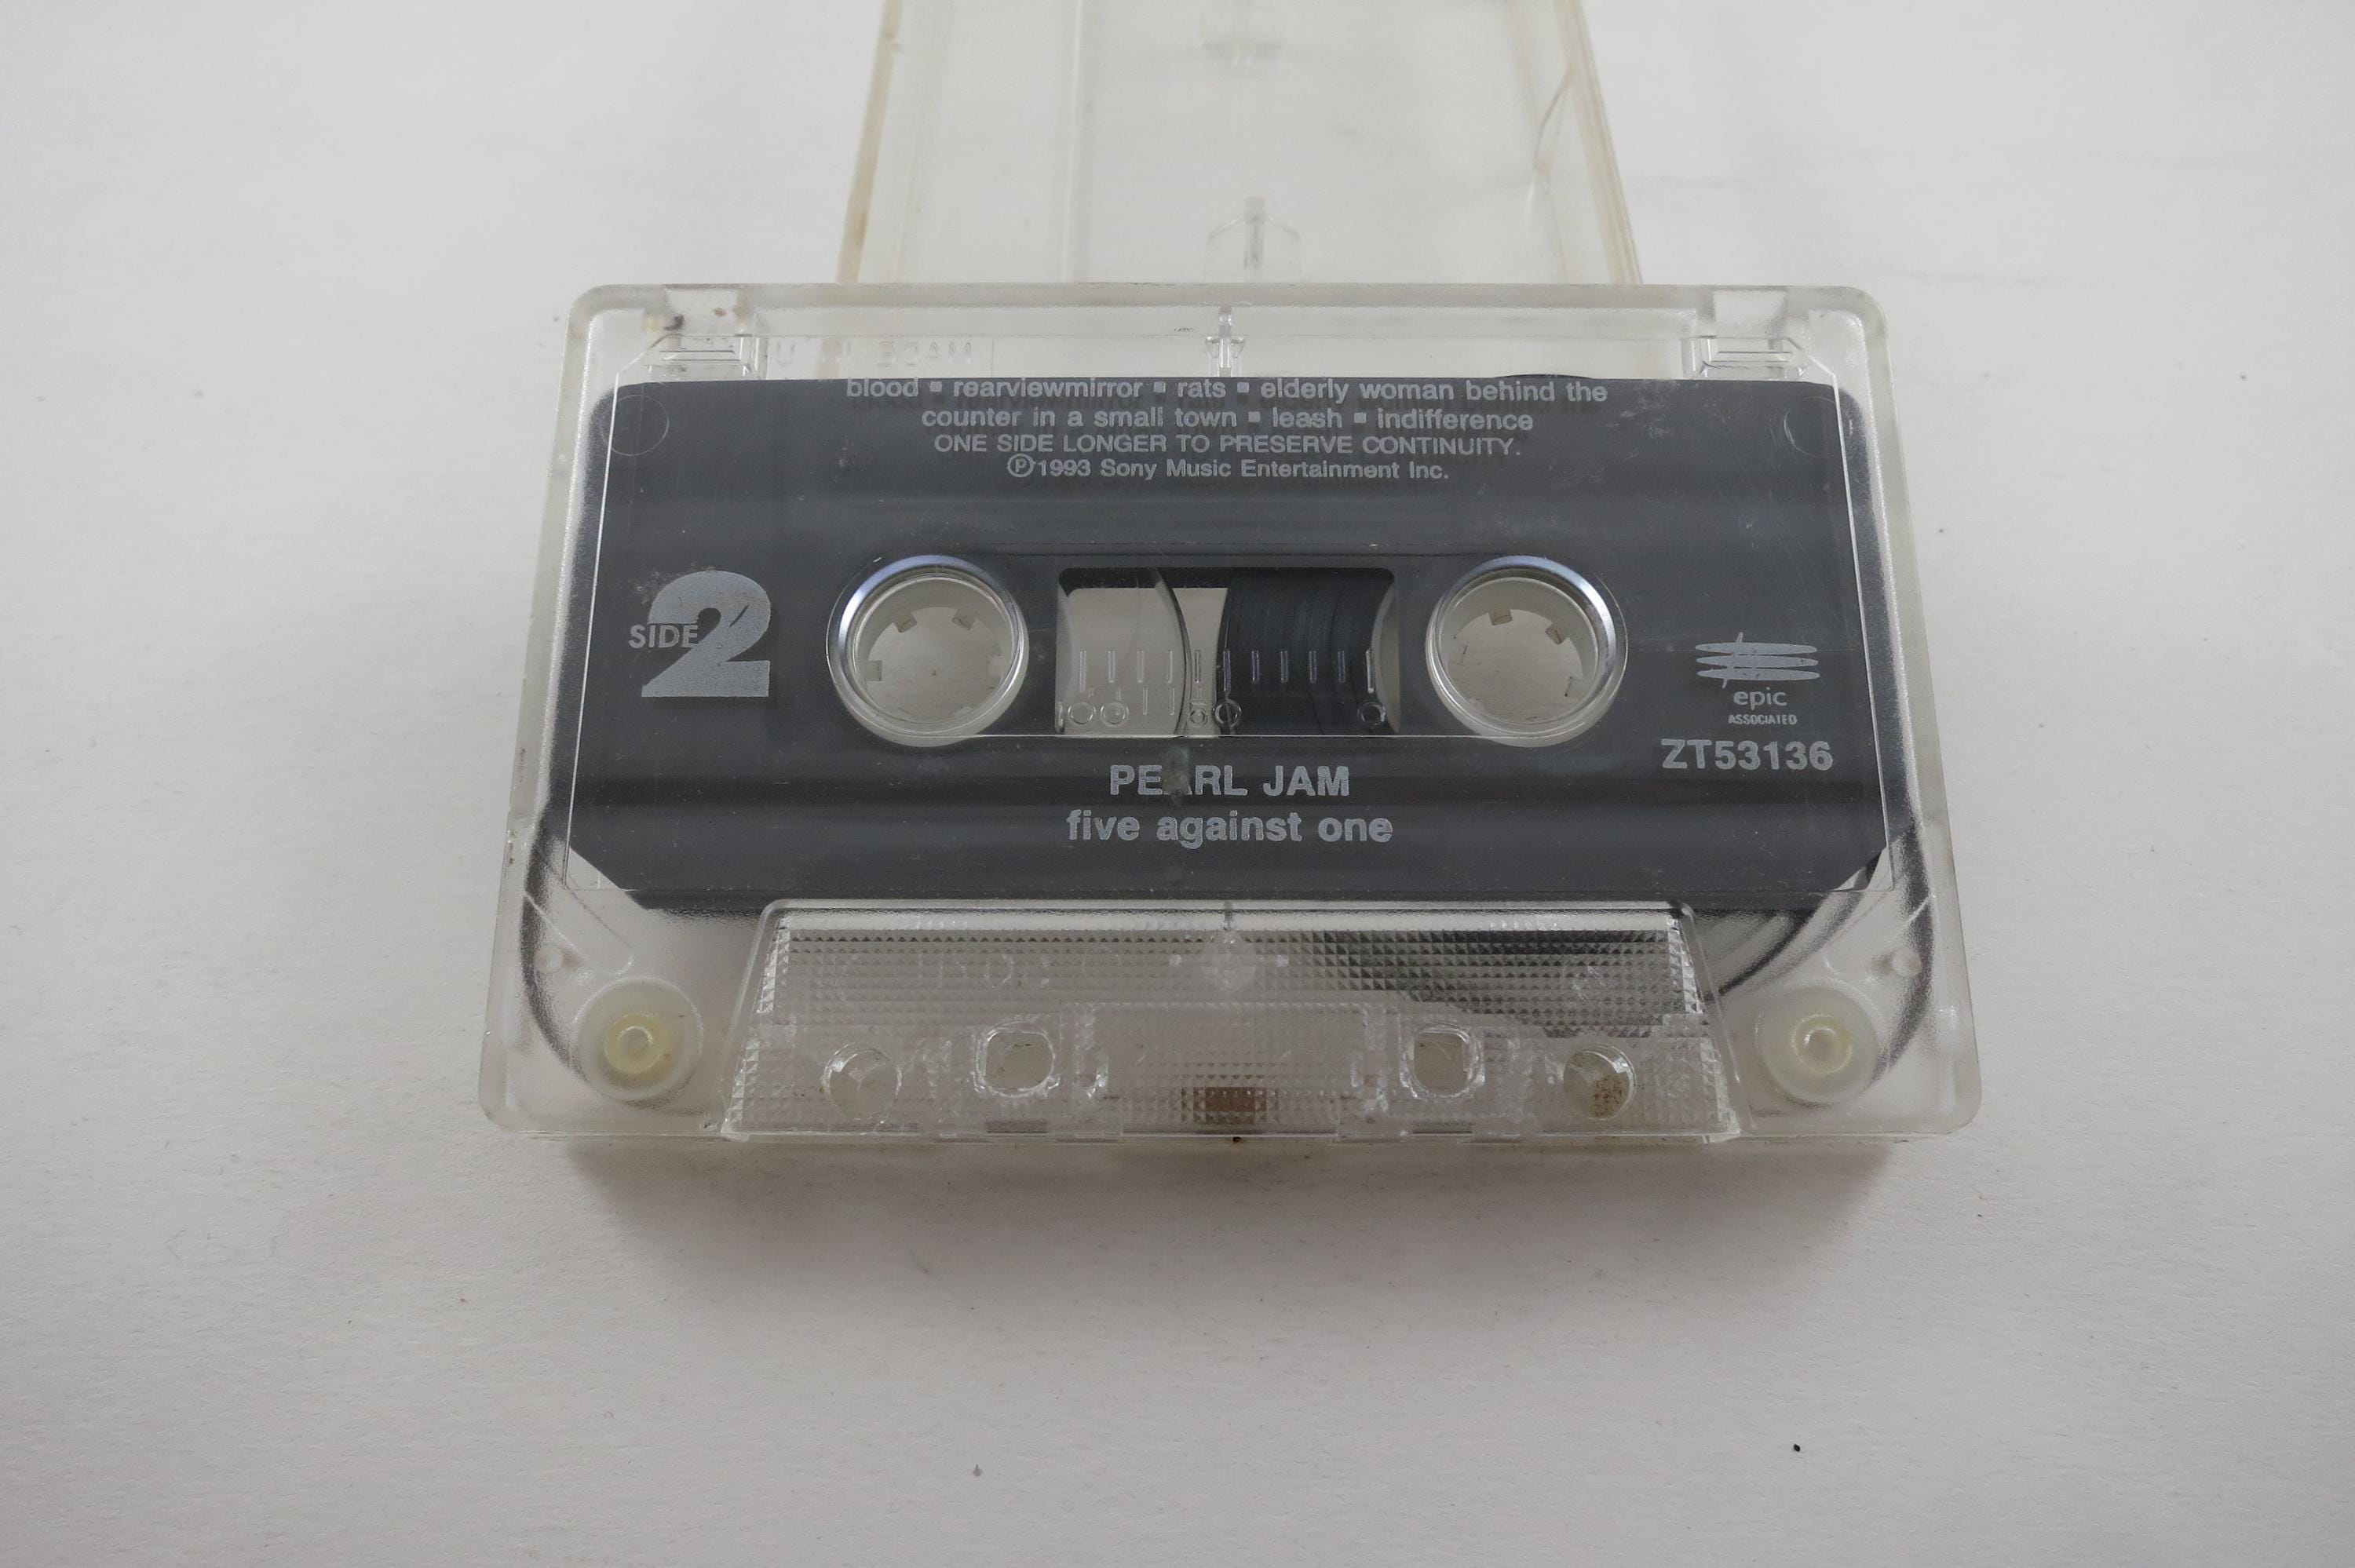 blood ▪ rearviewmirror ▪ rats ▪ elderly woman behind the
counter in a small town ▪ leash ▪ indifference
ONE SIDE LONGER TO PRESERVE CONTINUITY.
Ⓟ1993 Sony Music Entertainment Inc.
SIDE 2
epic
ASSOCIATED
ZT53136
PEARL JAM
five against one